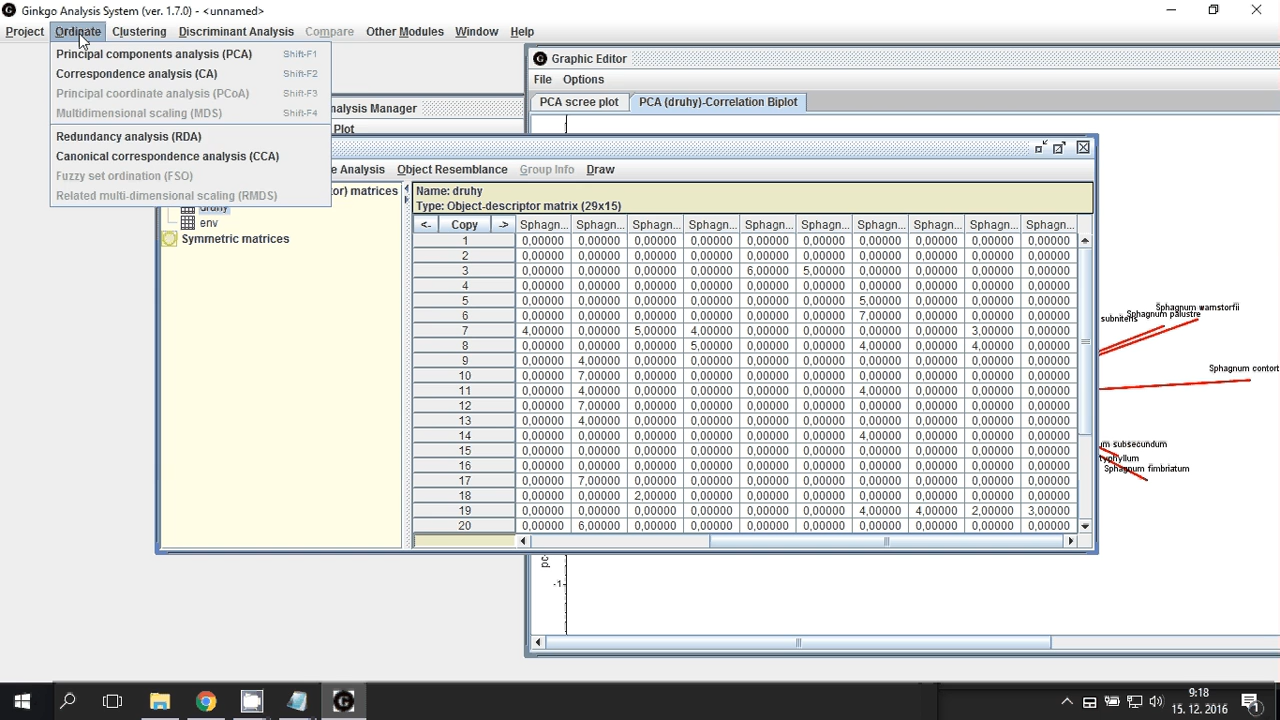 Ginkgo Analysis System (ver. 1.7.0) - <unnamed>
Project Ordinate Clustering Discriminant Analysis Compare Other Modules Window Help
Principal components analysis (PCA) Shift-F1
Correspondence analysis (CA) Shift-F2
Principal coordinate analysis (PCoA) Shift-F3
Multidimensional scaling (MDS) Shift-F4
Redundancy analysis (RDA)
Canonical correspondence analysis (CCA)
Fuzzy set ordination (FSO)
Related multi-dimensional scaling (RMDS)
Graphic Editor
File Options
PCA scree plot PCA (druhy)-Correlation Biplot
nalysis Manager
Plot
e Analysis Object Resemblance Group Info Draw
or) matrices
druhy
env
Symmetric matrices
Name: druhy
Type: Object-descriptor matrix (29x15)
<- Copy -> Sphagn... Sphagn... Sphagn... Sphagn... Sphagn... Sphagn... Sphagn... Sphagn... Sphagn... Sphagn...
1 0,00000 0,00000 0,00000 0,00000 0,00000 0,00000 0,00000 0,00000 0,00000 0,00000
2 0,00000 0,00000 0,00000 0,00000 0,00000 0,00000 0,00000 0,00000 0,00000 0,00000
3 0,00000 0,00000 0,00000 0,00000 6,00000 5,00000 0,00000 0,00000 0,00000 0,00000
4 0,00000 0,00000 0,00000 0,00000 0,00000 0,00000 0,00000 0,00000 0,00000 0,00000
5 0,00000 0,00000 0,00000 0,00000 0,00000 0,00000 5,00000 0,00000 0,00000 0,00000
6 0,00000 0,00000 0,00000 0,00000 0,00000 0,00000 7,00000 0,00000 0,00000 0,00000
7 4,00000 0,00000 5,00000 4,00000 0,00000 0,00000 0,00000 0,00000 3,00000 0,00000
8 0,00000 0,00000 0,00000 5,00000 0,00000 0,00000 4,00000 0,00000 4,00000 0,00000
9 0,00000 4,00000 0,00000 0,00000 0,00000 0,00000 0,00000 0,00000 0,00000 0,00000
10 0,00000 7,00000 0,00000 0,00000 0,00000 0,00000 0,00000 0,00000 0,00000 0,00000
11 0,00000 4,00000 0,00000 0,00000 0,00000 0,00000 4,00000 0,00000 0,00000 0,00000
12 0,00000 7,00000 0,00000 0,00000 0,00000 0,00000 0,00000 0,00000 0,00000 0,00000
13 0,00000 4,00000 0,00000 0,00000 0,00000 0,00000 0,00000 0,00000 0,00000 0,00000
14 0,00000 0,00000 0,00000 0,00000 0,00000 0,00000 4,00000 0,00000 0,00000 0,00000
15 0,00000 0,00000 0,00000 0,00000 0,00000 0,00000 0,00000 0,00000 0,00000 0,00000
16 0,00000 0,00000 0,00000 0,00000 0,00000 0,00000 0,00000 0,00000 0,00000 0,00000
17 0,00000 7,00000 0,00000 0,00000 0,00000 0,00000 0,00000 0,00000 0,00000 0,00000
18 0,00000 0,00000 2,00000 0,00000 0,00000 0,00000 0,00000 0,00000 0,00000 0,00000
19 0,00000 0,00000 0,00000 0,00000 0,00000 0,00000 4,00000 4,00000 2,00000 3,00000
20 0,00000 6,00000 0,00000 0,00000 0,00000 0,00000 0,00000 0,00000 0,00000 0,00000
Sphagnum warnstorfii
subnitens
Sphagnum palustre
Sphagnum contort
m subsecundum
typhyllum
Sphagnum fimbriatum
-1
9:18
15. 12. 2016
1